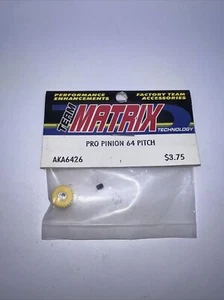 PERFORMANCE ENHANCEMENTS
FACTORY TEAM ACCESSORIES
TEAM
MATRIX
TECHNOLOGY
PRO PINION 64 PITCH
AKA6426 $3.75